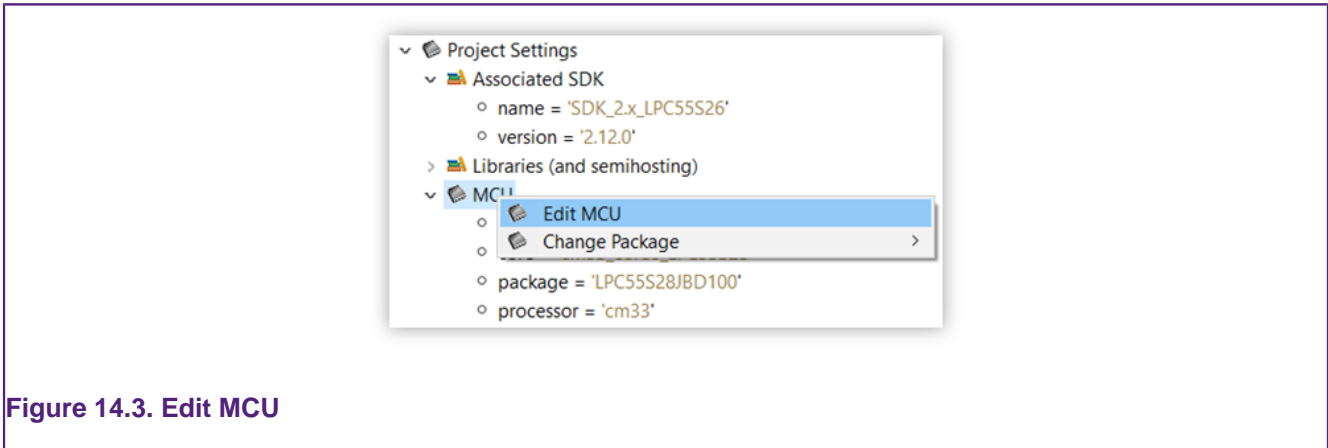 Project Settings
Associated SDK
name = 'SDK_2.x_LPC55S26'
version = '2.12.0'
Libraries (and semihosting)
MCU
Edit MCU
Change Package
package = 'LPC55S28JBD100'
processor = 'cm33'
Figure 14.3. Edit MCU